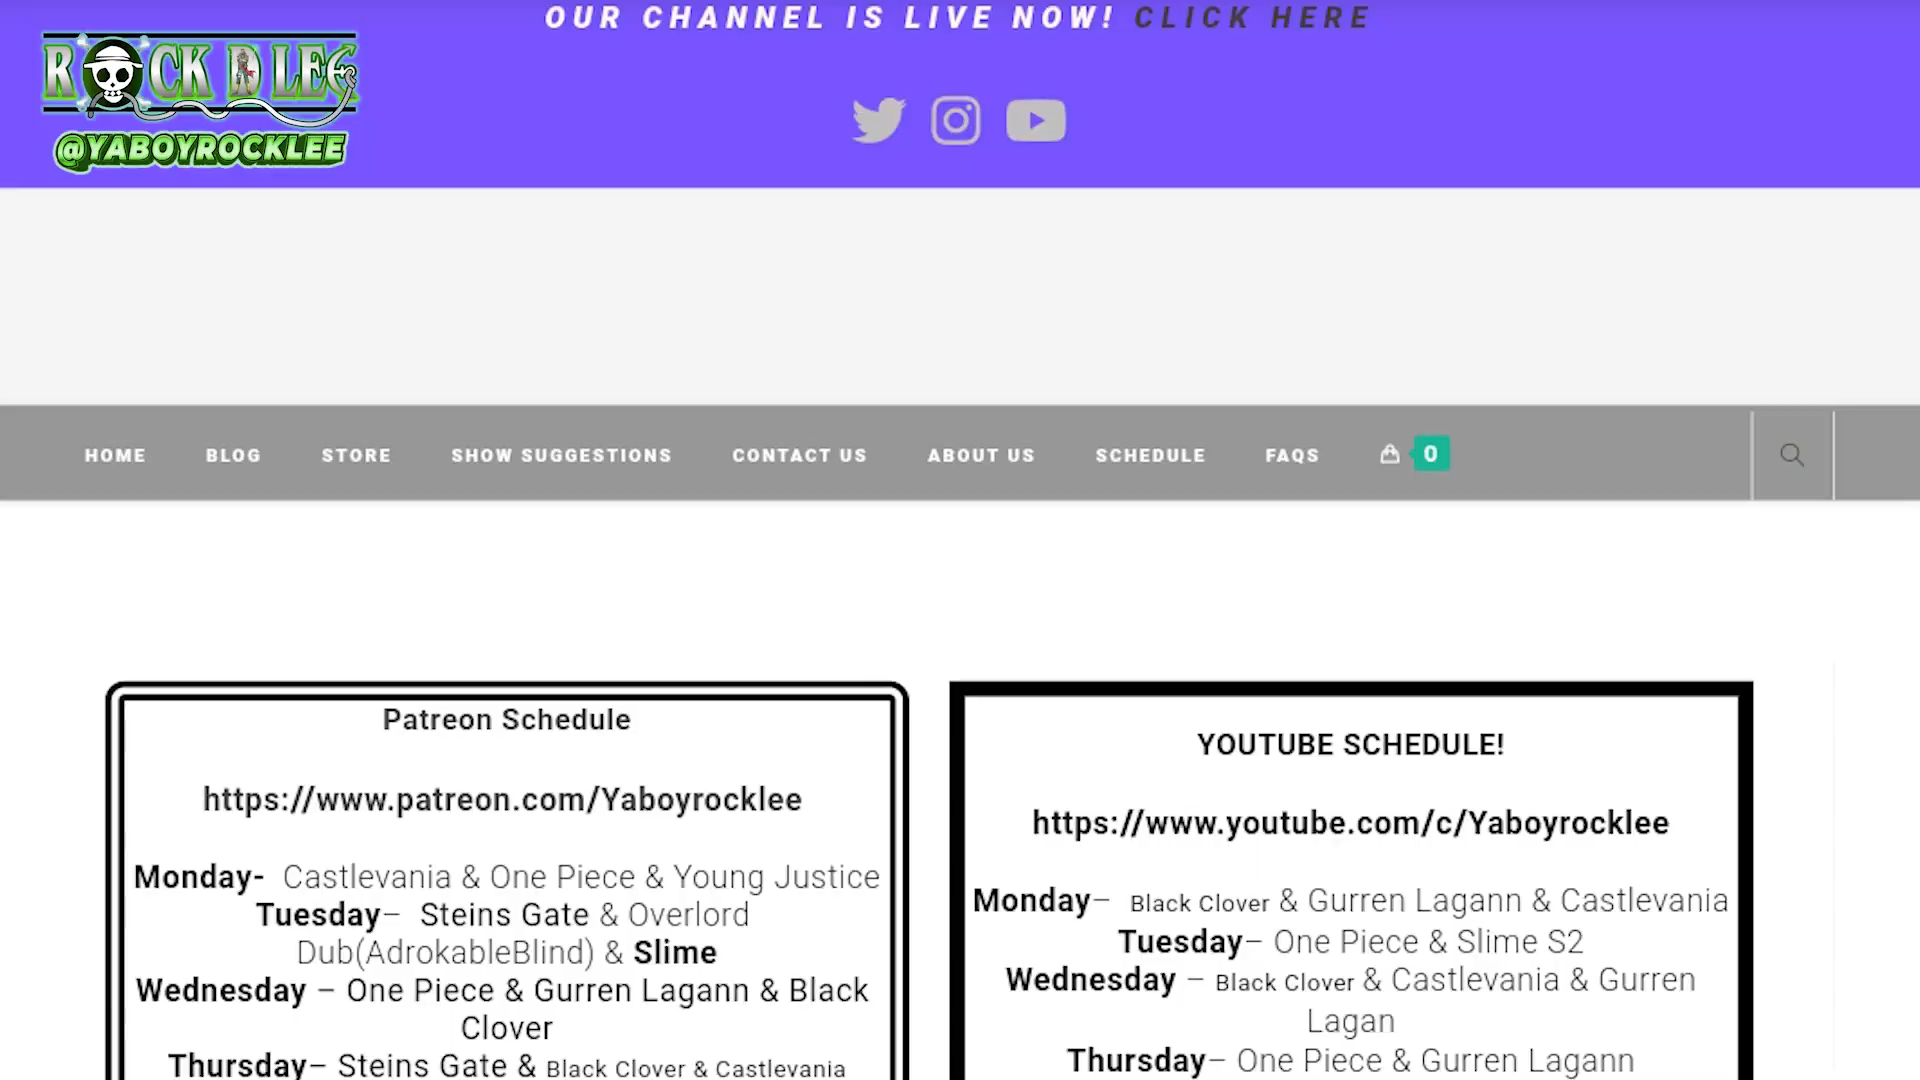 OUR CHANNEL IS LIVE NOW! CLICK HERE
ROCK D LEE
@YABOYROCKLEE
HOME BLOG STORE SHOW SUGGESTIONS CONTACT US ABOUT US SCHEDULE FAQS 0
Patreon Schedule
https://www.patreon.com/Yaboyrocklee
Monday- Castlevania & One Piece & Young Justice
Tuesday– Steins Gate & Overlord
Dub(AdrokableBlind) & Slime
Wednesday – One Piece & Gurren Lagann & Black
Clover
Thursday– Steins Gate & Black Clover & Castlevania
YOUTUBE SCHEDULE!
https://www.youtube.com/c/Yaboyrocklee
Monday– Black Clover & Gurren Lagann & Castlevania
Tuesday– One Piece & Slime S2
Wednesday – Black Clover & Castlevania & Gurren
Lagan
Thursday– One Piece & Gurren Lagann